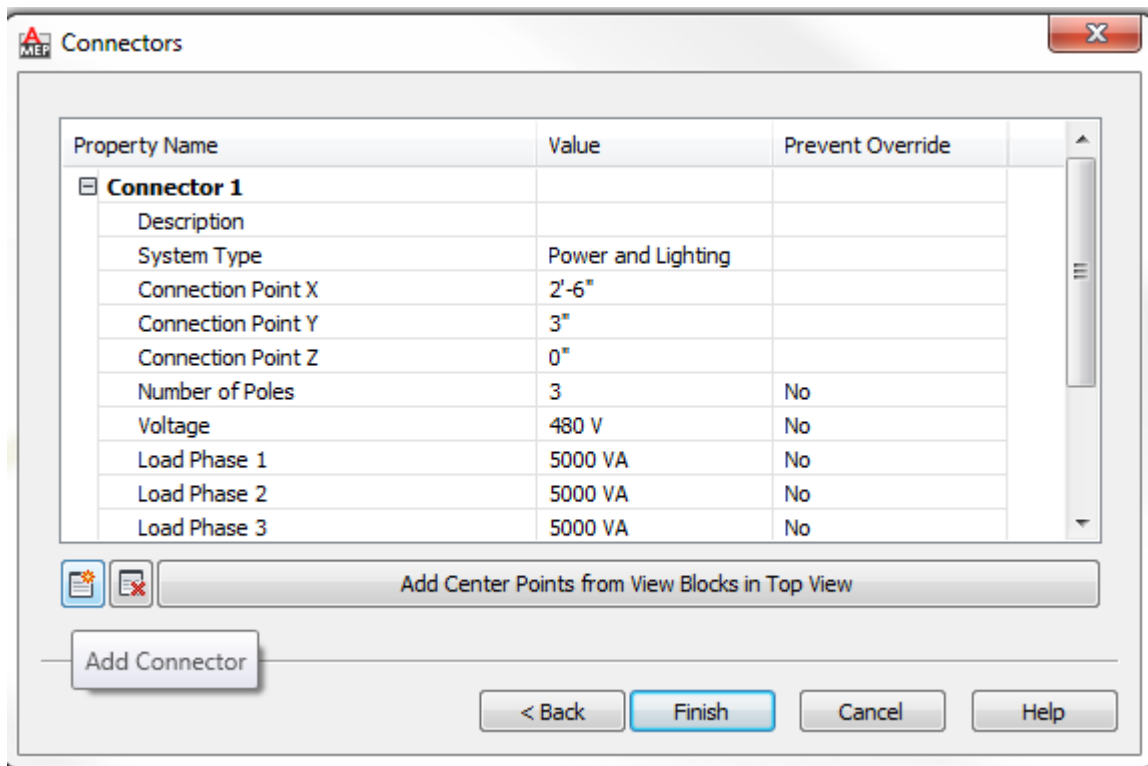 A
MEP
Connectors
Property Name Value Prevent Override
Connector 1
Description
System Type Power and Lighting
Connection Point X 2'-6"
Connection Point Y 3"
Connection Point Z 0"
Number of Poles 3 No
Voltage 480 V No
Load Phase 1 5000 VA No
Load Phase 2 5000 VA No
Load Phase 3 5000 VA No
Add Center Points from View Blocks in Top View
Add Connector
< Back Finish Cancel Help